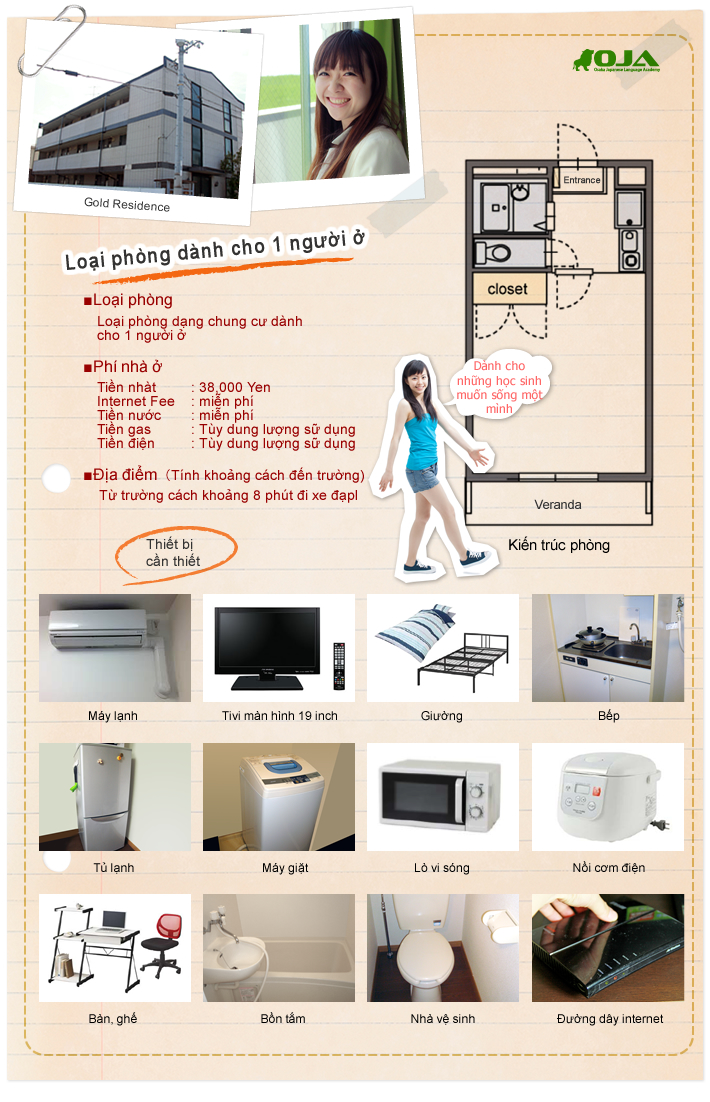 OJA
Osaka Japanese Language Academy
Gold Residence
Entrance
closet
Loại phòng dành cho 1 người ở
■Loại phòng
Loại phòng dạng chung cư dành
cho 1 người ở
■Phí nhà ở
Tiền nhàt : 38,000 Yen
Internet Fee : miễn phí
Tiền nước : miễn phí
Tiền gas : Tùy dung lượng sữ dụng
Tiền điện : Tùy dung lượng sữ dụng
■Địa điểm（Tính khoảng cách đến trường)
Từ trường cách khoảng 8 phút đi xe đạpl
Dành cho
những học sinh
muốn sống một
mình
Veranda
Kiến trúc phòng
Thiết bị
cần thiết
Máy lạnh
Tivi màn hình 19 inch
Giường
Bếp
Tủ lạnh
Máy giặt
Lò vi sóng
Nồi cơm điện
Bàn, ghế
Bồn tắm
Nhà vệ sinh
Đường dây internet